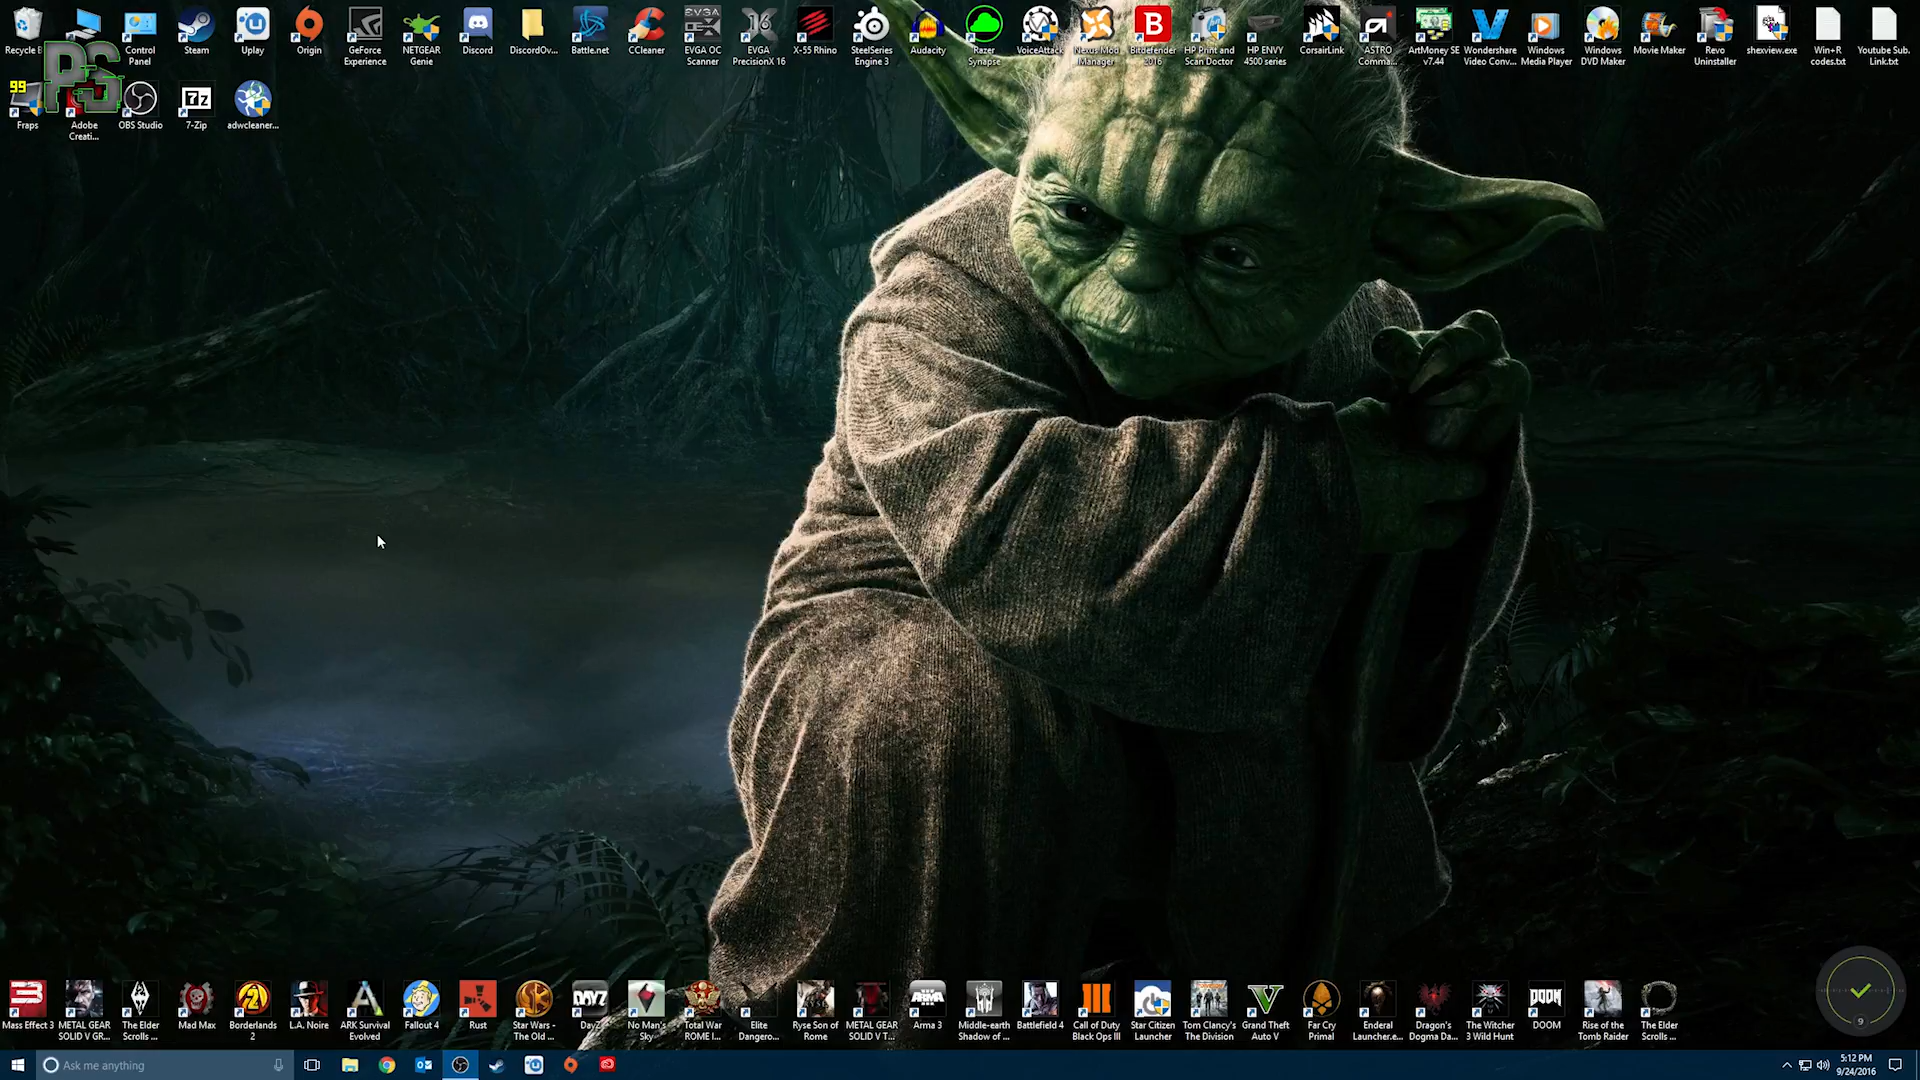 Recycle B
Control Panel
Steam
Uplay
Origin
GeForce Experience
NETGEAR Genie
Discord
DiscordOv...
Battle.net
CCleaner
EVGA OC Scanner
EVGA PrecisionX 16
X-55 Rhino
SteelSeries Engine 3
Audacity
Razer Synapse
VoiceAttack
Nexus Mod Manager
Bitdefender 2016
HP Print and Scan Doctor
HP ENVY 4500 series
CorsairLink
ASTRO Comma...
ArtMoney SE v7.44
Wondershare Video Conv...
Windows Media Player
Windows DVD Maker
Movie Maker
Revo Uninstaller
shexview.exe
Win+R codes.txt
Youtube Sub. Link.txt
PS
99
Fraps
Adobe Creati...
OBS Studio
7z
7-Zip
adwcleaner...
Mass Effect 3
METAL GEAR SOLID V GR...
The Elder Scrolls ...
Mad Max
Borderlands 2
L.A. Noire
ARK Survival Evolved
Fallout 4
Rust
Star Wars - The Old ...
DayZ
No Man's Sky
Total War ROME I...
Elite Dangero...
Ryse Son of Rome
METAL GEAR SOLID V T...
Arma 3
Middle-earth Shadow of ...
Battlefield 4
Call of Duty Black Ops III
Star Citizen Launcher
Tom Clancy's The Division
Grand Theft Auto V
Far Cry Primal
Enderal Launcher.e...
Dragon's Dogma Da...
The Witcher 3 Wild Hunt
DOOM
Rise of the Tomb Raider
The Elder Scrolls ...
9
Ask me anything
5:12 PM
9/24/2016